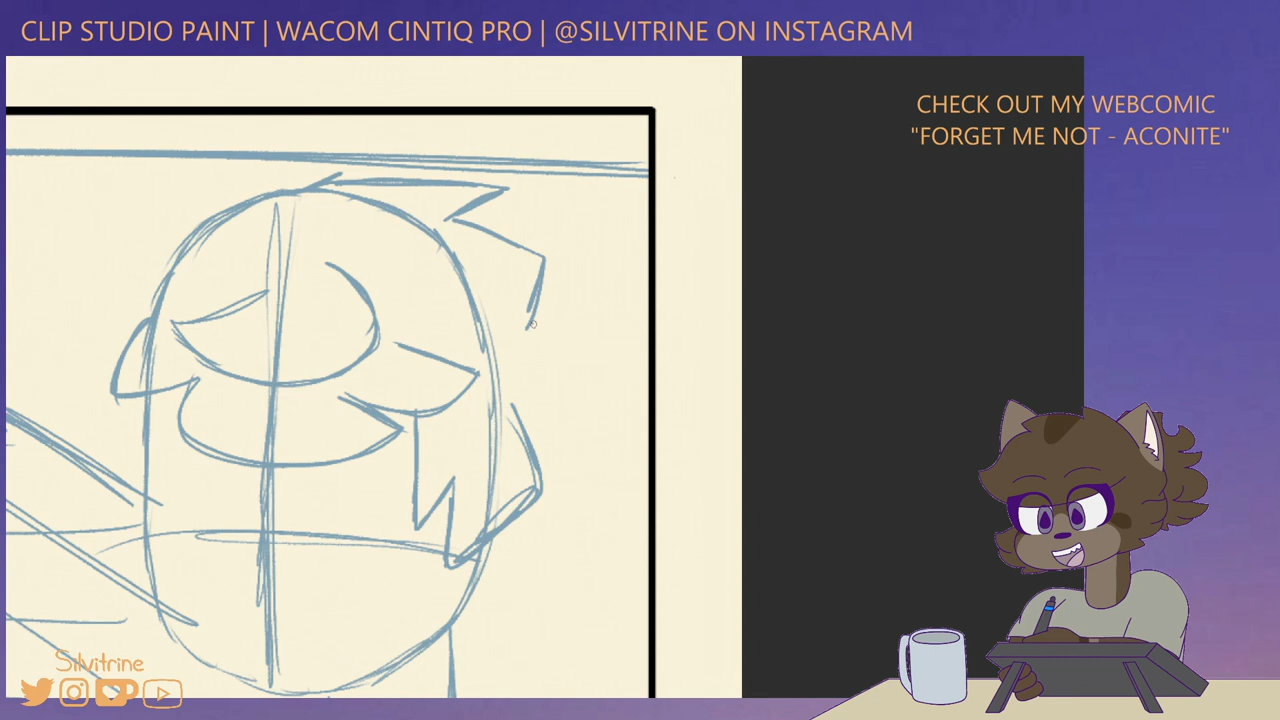 CLIP STUDIO PAINT | WACOM CINTIQ PRO | @SILVITRINE ON INSTAGRAM
CHECK OUT MY WEBCOMIC
"FORGET ME NOT - ACONITE"
Silvitrine